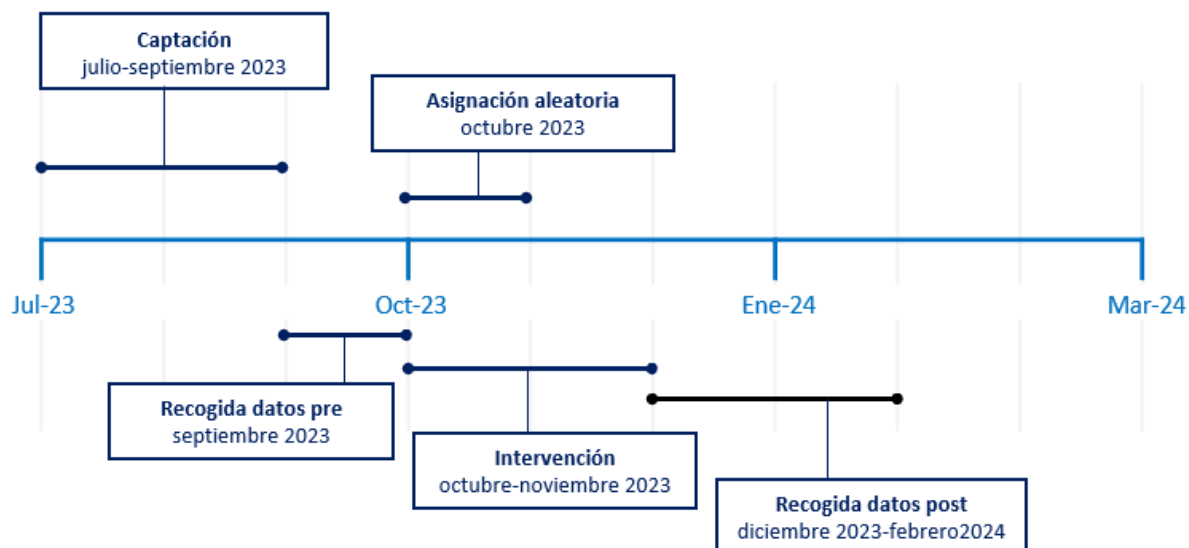 Captación
julio-septiembre 2023
Asignación aleatoria
octubre 2023
Jul-23
Oct-23
Ene-24
Mar-24
Recogida datos pre
septiembre 2023
Intervención
octubre-noviembre 2023
Recogida datos post
diciembre 2023-febrero2024